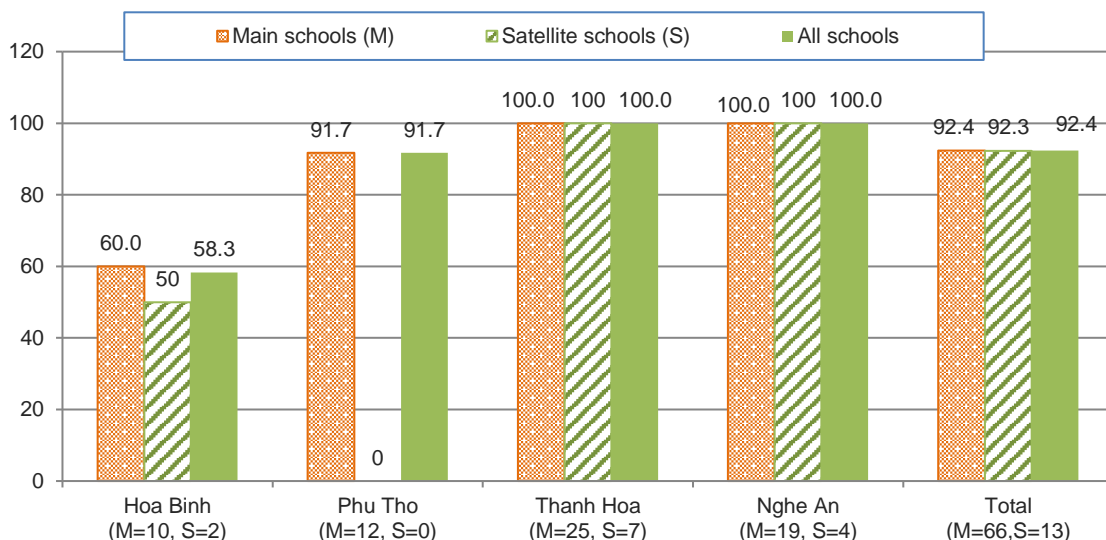 Main schools (M) Satellite schools (S) All schools
120
100
80
60
40
20
0
60.0 50 58.3
91.7 0 91.7
100.0 100 100.0
100.0 100 100.0
92.4 92.3 92.4
Hoa Binh
(M=10, S=2)
Phu Tho
(M=12, S=0)
Thanh Hoa
(M=25, S=7)
Nghe An
(M=19, S=4)
Total
(M=66,S=13)